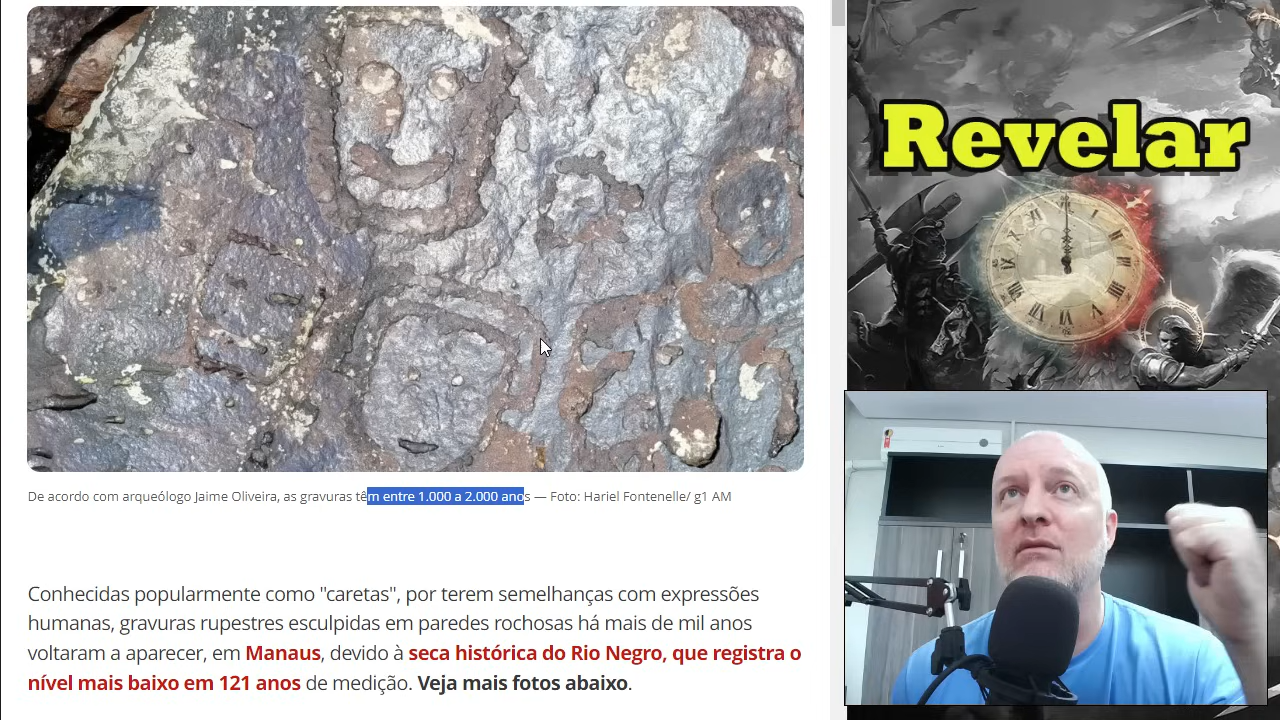 Revelar
De acordo com arqueólogo Jaime Oliveira, as gravuras têm entre 1.000 a 2.000 anos — Foto: Hariel Fontenelle/ g1 AM
Conhecidas popularmente como "caretas", por terem semelhanças com expressões
humanas, gravuras rupestres esculpidas em paredes rochosas há mais de mil anos
voltaram a aparecer, em Manaus, devido à seca histórica do Rio Negro, que registra o
nível mais baixo em 121 anos de medição. Veja mais fotos abaixo.